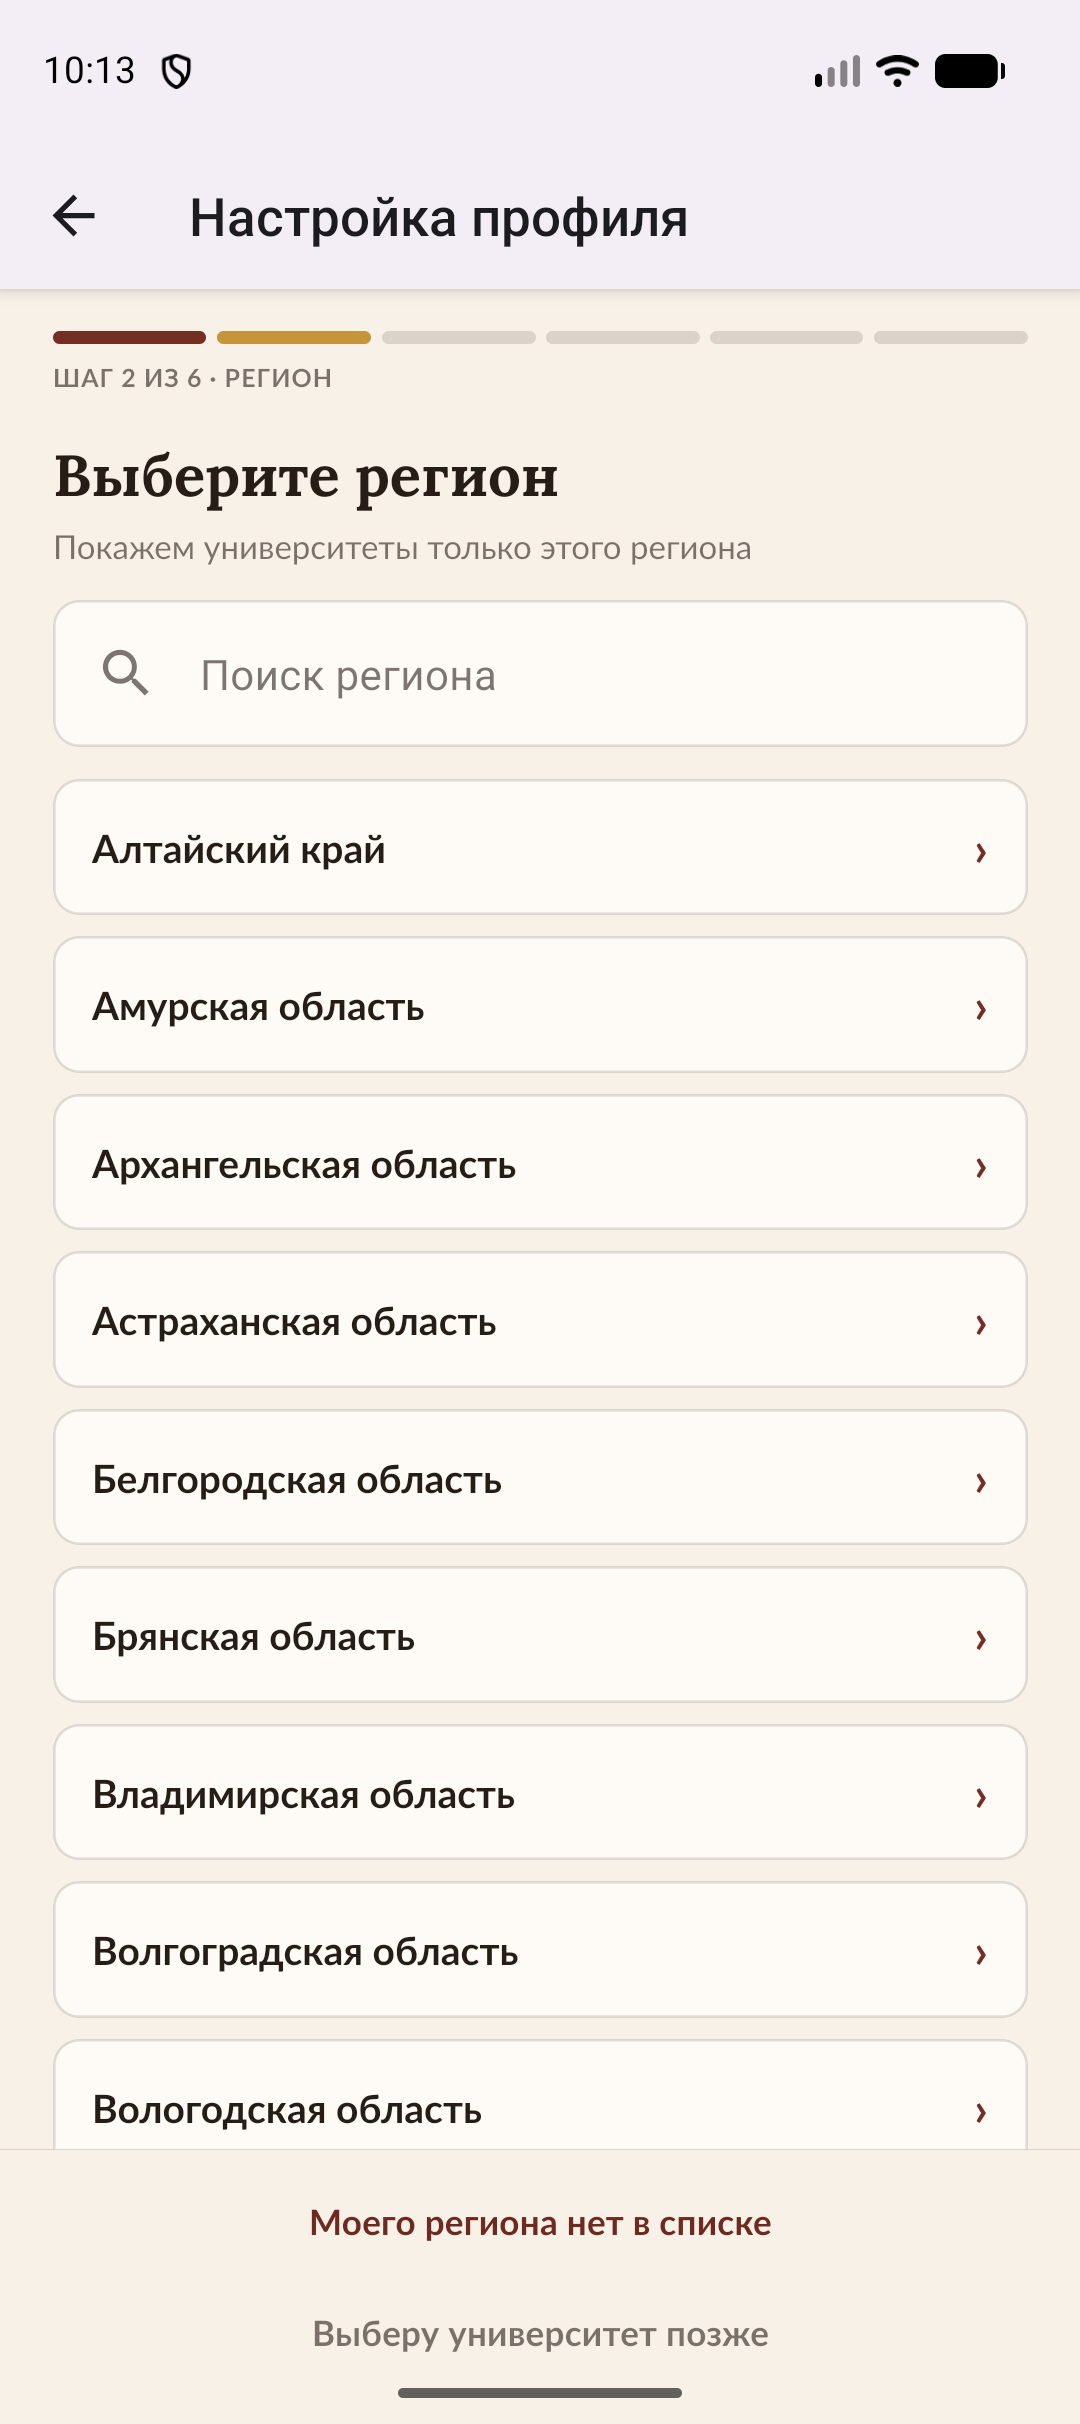 10:13
Настройка профиля
ШАГ 2 ИЗ 6 · РЕГИОН
Выберите регион
Покажем университеты только этого региона
Поиск региона
Алтайский край ›
Амурская область ›
Архангельская область ›
Астраханская область ›
Белгородская область ›
Брянская область ›
Владимирская область ›
Волгоградская область ›
Вологодская область ›
Моего региона нет в списке
Выберу университет позже